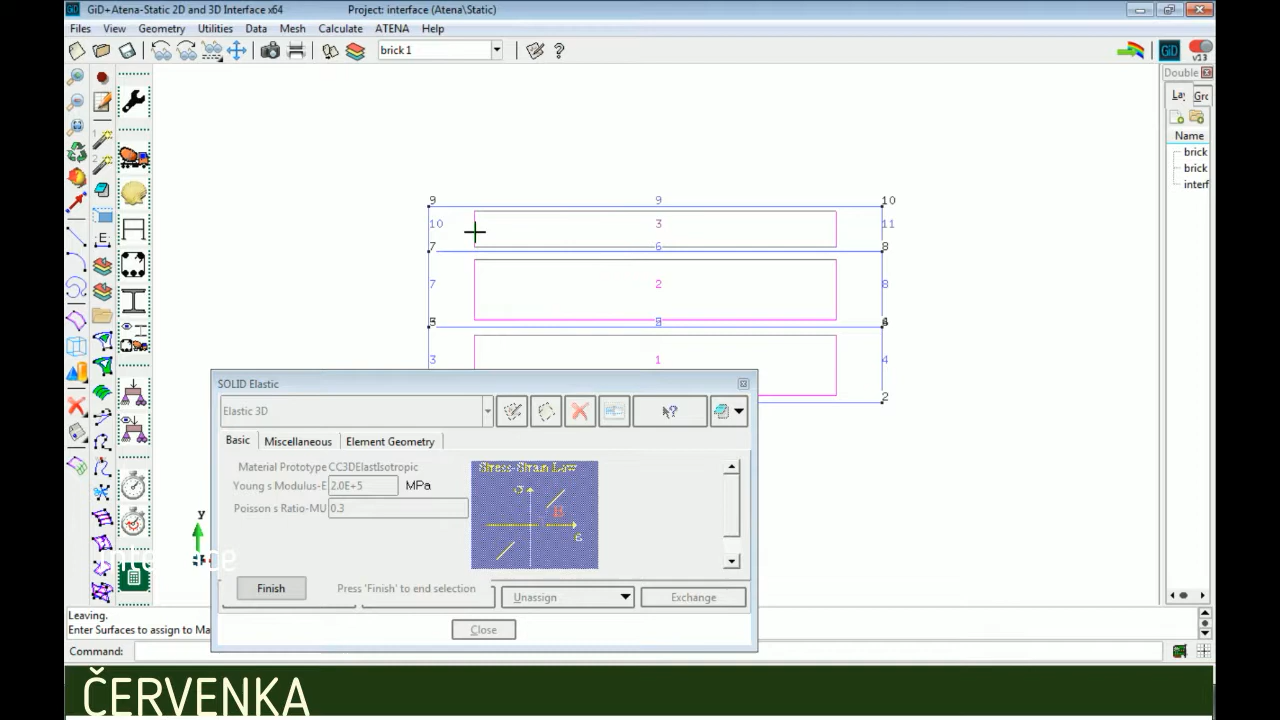 GiD+Atena-Static 2D and 3D Interface x64
Project: interface (Atena\Static)
Files View Geometry Utilities Data Mesh Calculate ATENA Help
brick 1
GiD
v13
Double
Lay Grc
Name
brick
brick
interf
9 9 10
10 3 11
7 6 8
7 2 8
3 1 4
2
SOLID Elastic
Elastic 3D
Basic Miscellaneous Element Geometry
Material Prototype CC3DElastIsotropic
Young s Modulus-E 2.0E+5 MPa
Poisson s Ratio-MU 0.3
Stress-Strain Law
σ
E
ε
Finish Press 'Finish' to end selection Unassign Exchange
Close
y
Interface
Leaving.
Enter Surfaces to assign to Ma
Command:
ČERVENKA